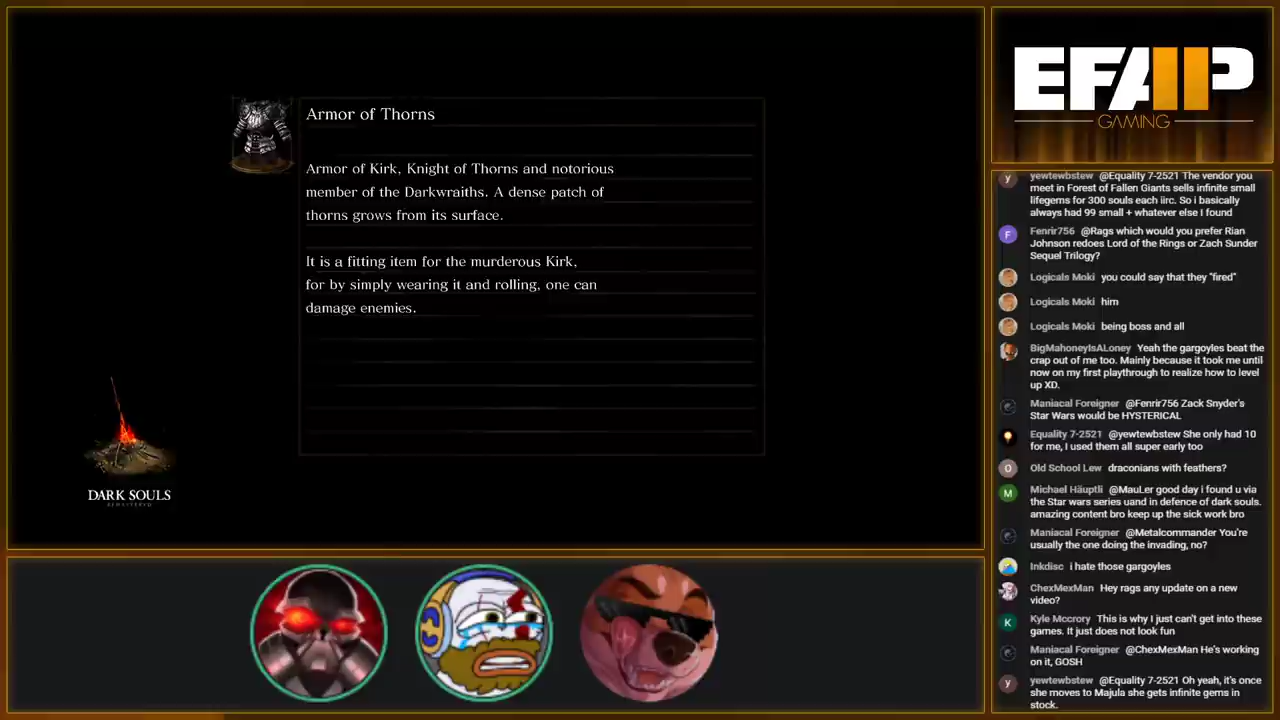 Armor of Thorns
Armor of Kirk, Knight of Thorns and notorious
member of the Darkwraiths. A dense patch of
thorns grows from its surface.
It is a fitting item for the murderous Kirk,
for by simply wearing it and rolling, one can
damage enemies.
DARK SOULS
REMASTERED
EFAP
GAMING
y yewtewbstew @Equality 7-2521 The vendor you
meet in Forest of Fallen Giants sells infinite small
lifegems for 300 souls each iirc. So i basically
always had 99 small + whatever else I found
F Fenrir756 @Rags which would you prefer Rian
Johnson redoes Lord of the Rings or Zach Sunder
Sequel Trilogy?
Logicals Moki you could say that they "fired"
Logicals Moki him
Logicals Moki being boss and all
BigMahoneyIsALoney Yeah the gargoyles beat the
crap out of me too. Mainly because it took me until
now on my first playthrough to realize how to level
up XD.
Maniacal Foreigner @Fenrir756 Zack Snyder's
Star Wars would be HYSTERICAL
Equality 7-2521 @yewtewbstew She only had 10
for me, I used them all super early too
O Old School Lew draconians with feathers?
M Michael Häuptli @MauLer good day i found u via
the Star wars series uand in defence of dark souls.
amazing content bro keep up the sick work bro
Maniacal Foreigner @Metalcommander You're
usually the one doing the invading, no?
Inkdisc i hate those gargoyles
ChexMexMan Hey rags any update on a new
video?
K Kyle Mccrory This is why I just can't get into these
games. It just does not look fun
Maniacal Foreigner @ChexMexMan He's working
on it, GOSH
y yewtewbstew @Equality 7-2521 Oh yeah, it's once
she moves to Majula she gets infinite gems in
stock.